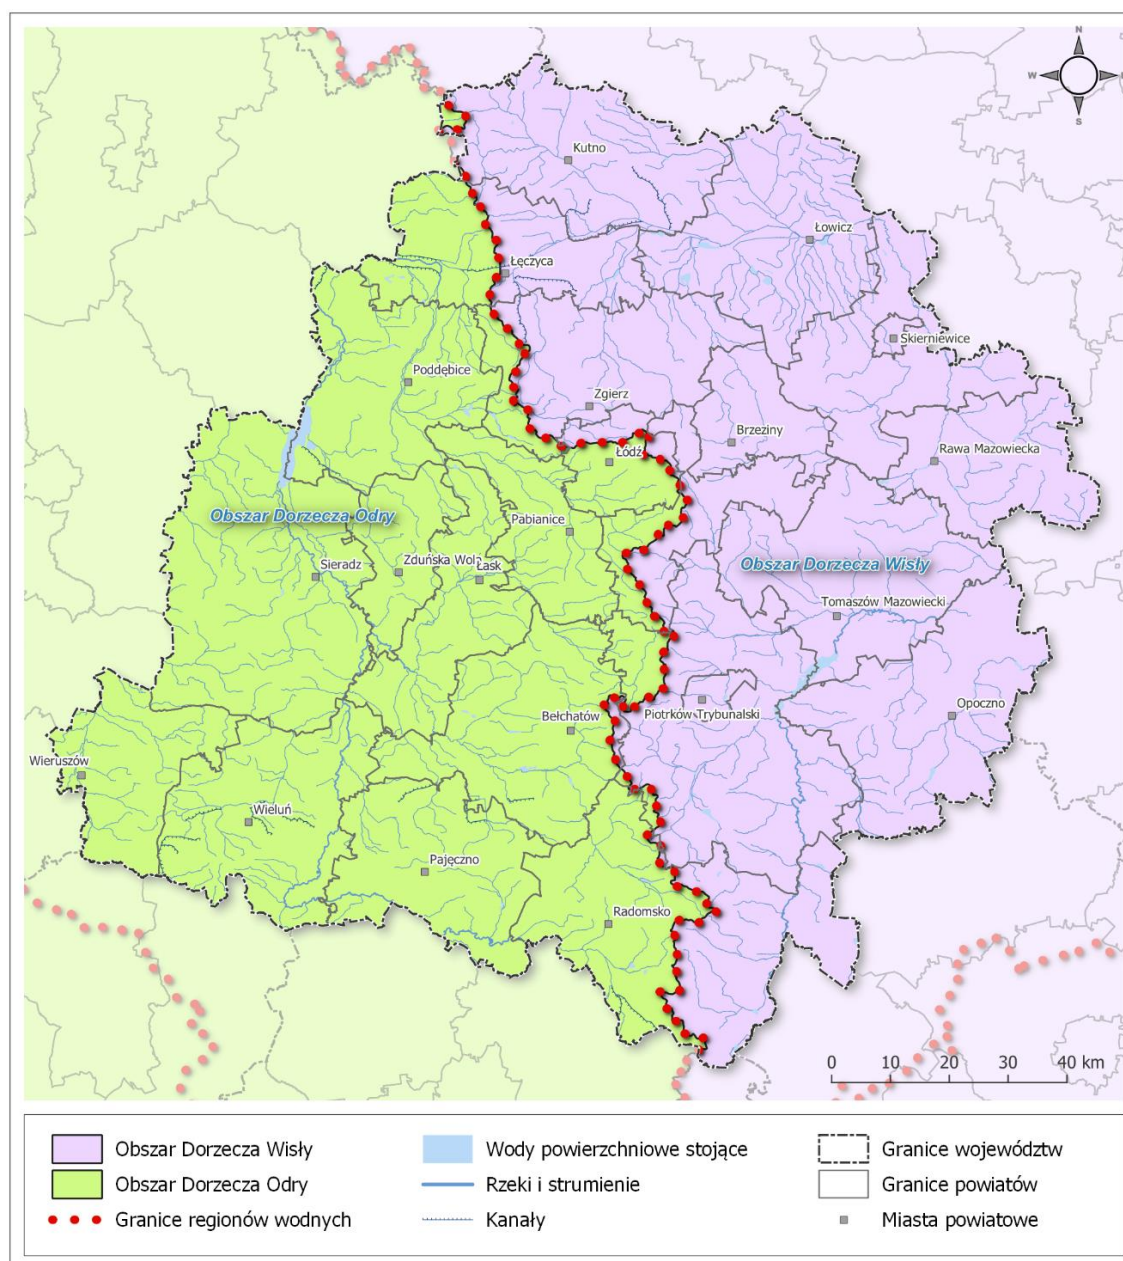 N
W
S
Kutno
Łowicz
Łęczyca
Skierniewice
Poddębice
Zgierz
Brzeziny
Rawa Mazowiecka
Łódź
Obszar Dorzecza Odry
Pabianice
Obszar Dorzecza Wisły
Zduńska Wola
Łask
Sieradz
Tomaszów Mazowiecki
Bełchatów
Piotrków Trybunalski
Opoczno
Wieruszów
Wieluń
Pajęczno
Radomsko
0 10 20 30 40 km
Obszar Dorzecza Wisły
Wody powierzchniowe stojące
Granice województw
Obszar Dorzecza Odry
Rzeki i strumienie
Granice powiatów
Granice regionów wodnych
Kanały
Miasta powiatowe